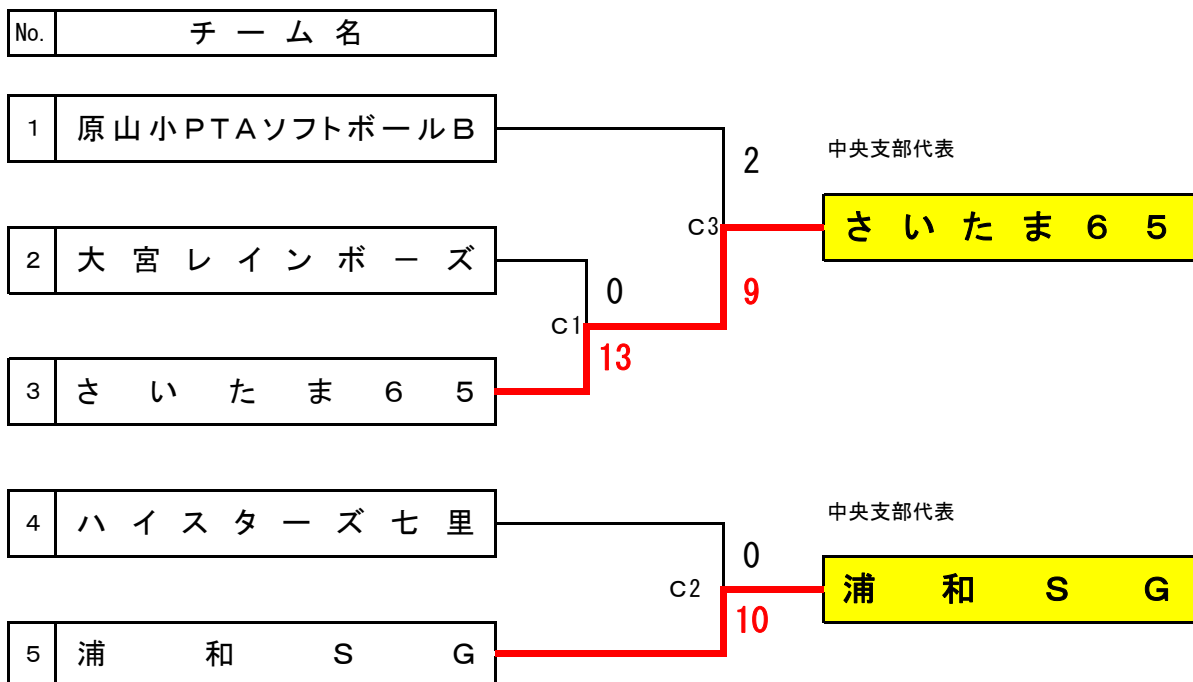 No. チーム名
1 原山小PTAソフトボールB
2
中央支部代表
C3
さいたま65
2 大宮レインボーズ
0
9
C1
13
3 さいたま65
4 ハイスターズ七里
中央支部代表
0
C2
浦和SG
10
5 浦和SG